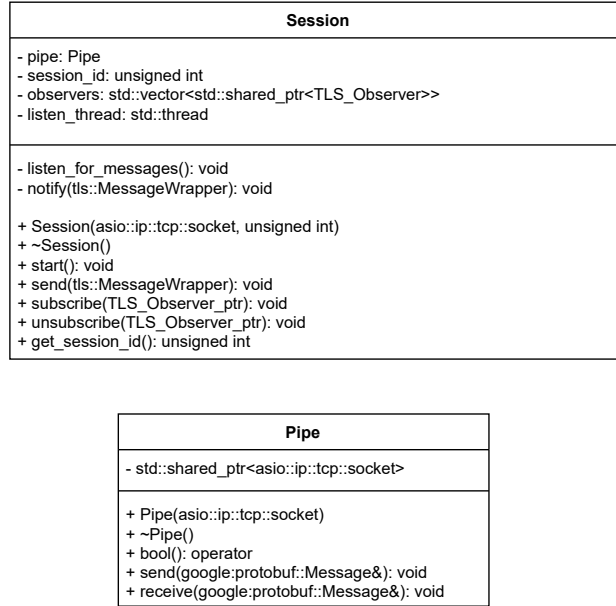 Session
- pipe: Pipe
- session_id: unsigned int
- observers: std::vector<std::shared_ptr<TLS_Observer>>
- listen_thread: std::thread
- listen_for_messages(): void
- notify(tls::MessageWrapper): void
+ Session(asio::ip::tcp::socket, unsigned int)
+ ~Session()
+ start(): void
+ send(tls::MessageWrapper): void
+ subscribe(TLS_Observer_ptr): void
+ unsubscribe(TLS_Observer_ptr): void
+ get_session_id(): unsigned int
Pipe
- std::shared_ptr<asio::ip::tcp::socket>
+ Pipe(asio::ip::tcp::socket)
+ ~Pipe()
+ bool(): operator
+ send(google:protobuf::Message&): void
+ receive(google:protobuf::Message&): void